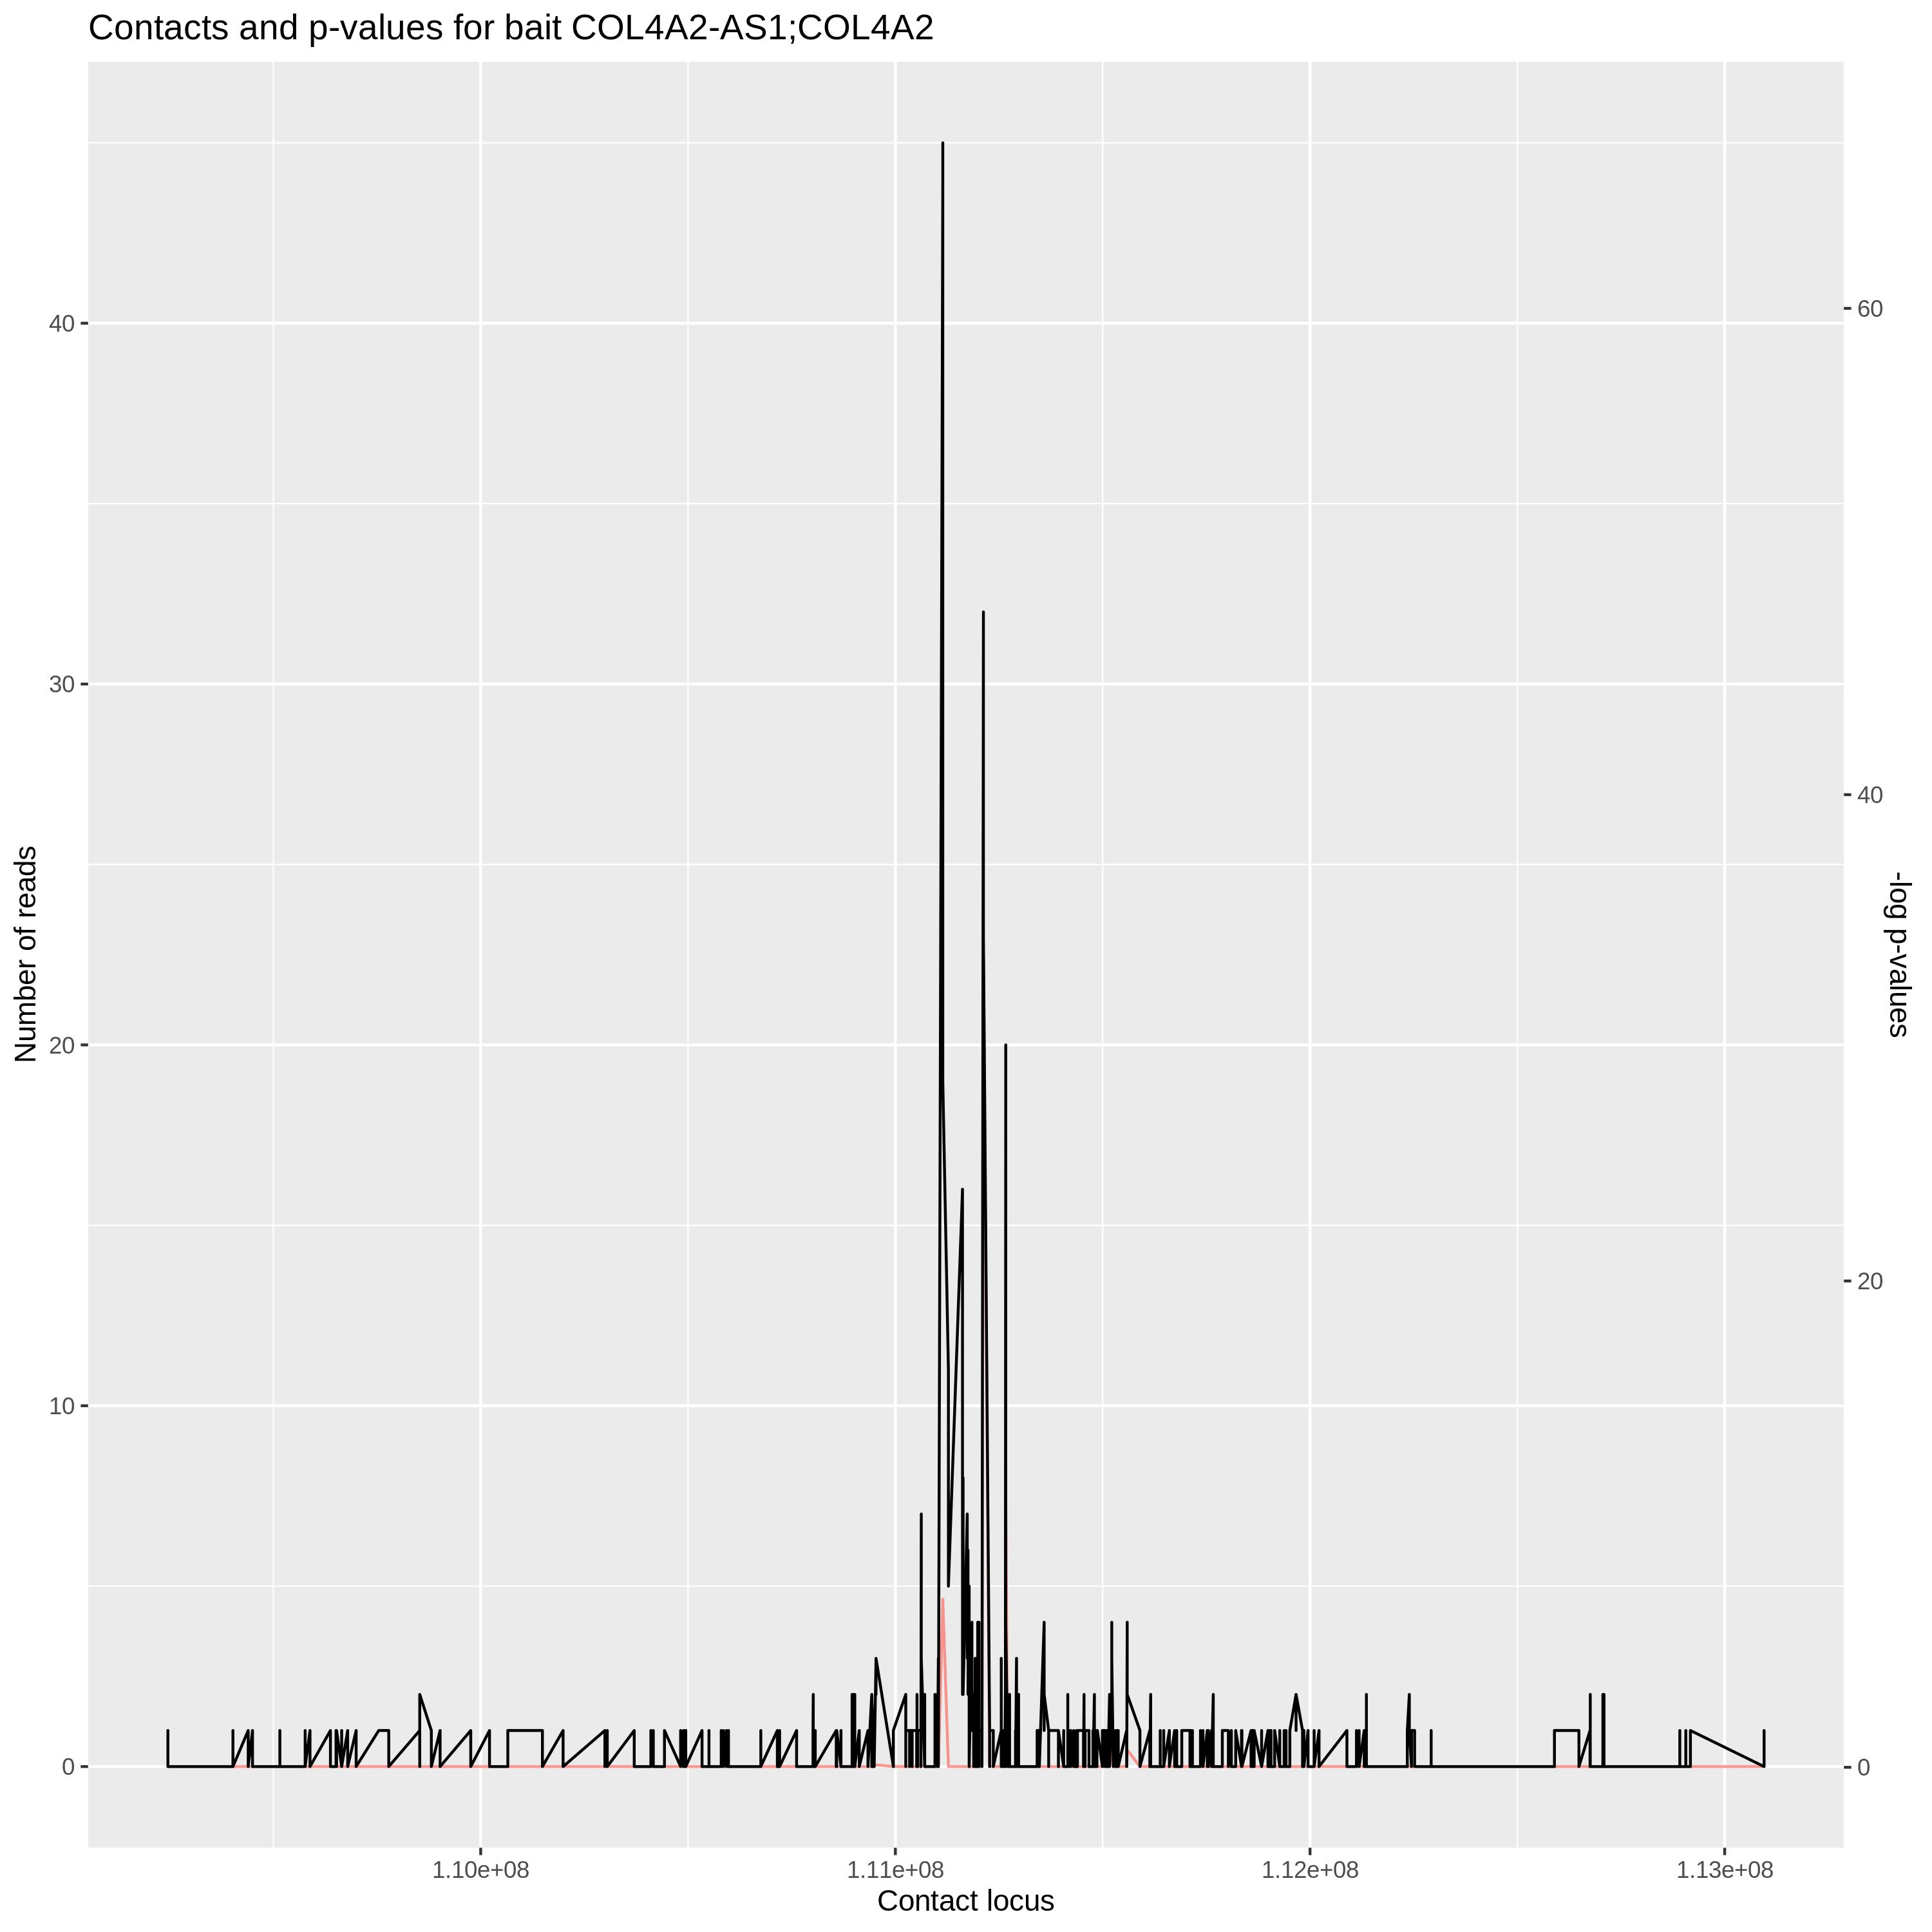 Contacts and p-values for bait COL4A2-AS1;COL4A2
Number of reads
40
30
20
10
0
60
40
20
0
-log p-values
1.10e+08
1.11e+08
1.12e+08
1.13e+08
Contact locus